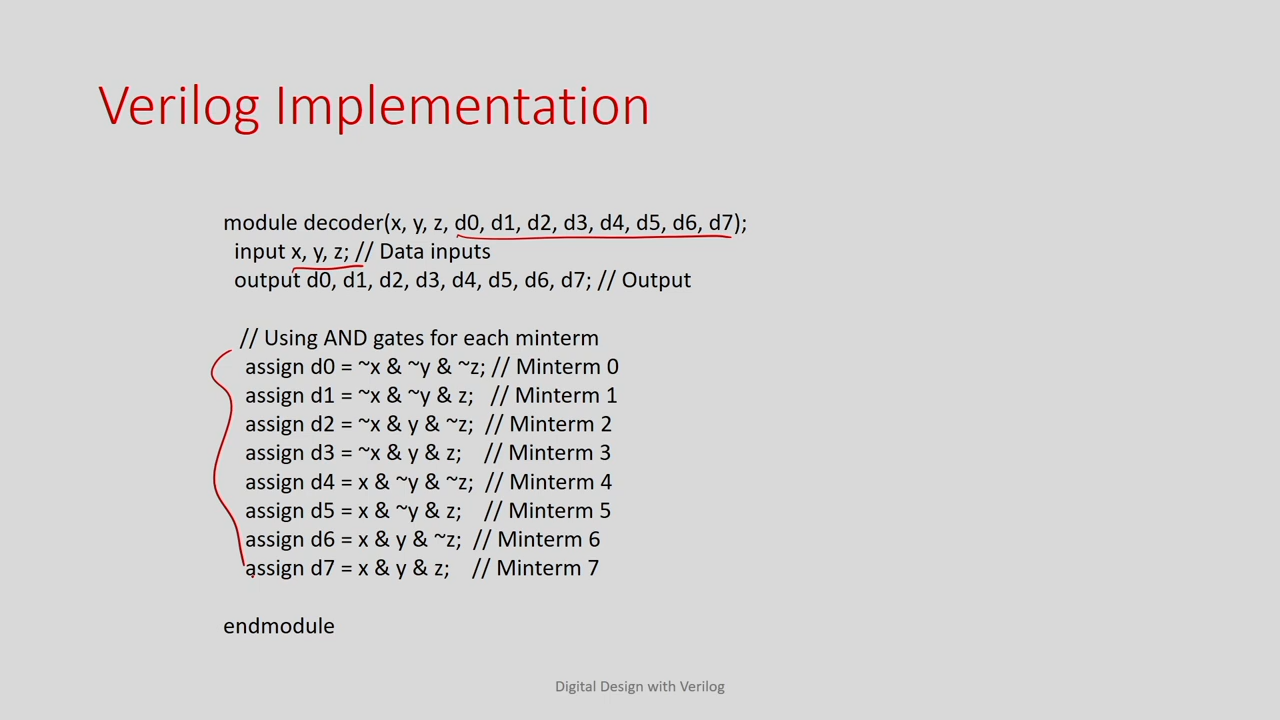 Verilog Implementation
module decoder(x, y, z, d0, d1, d2, d3, d4, d5, d6, d7);
input x, y, z; // Data inputs
output d0, d1, d2, d3, d4, d5, d6, d7; // Output
// Using AND gates for each minterm
assign d0 = ~x & ~y & ~z; // Minterm 0
assign d1 = ~x & ~y & z; // Minterm 1
assign d2 = ~x & y & ~z; // Minterm 2
assign d3 = ~x & y & z; // Minterm 3
assign d4 = x & ~y & ~z; // Minterm 4
assign d5 = x & ~y & z; // Minterm 5
assign d6 = x & y & ~z; // Minterm 6
assign d7 = x & y & z; // Minterm 7
endmodule
Digital Design with Verilog